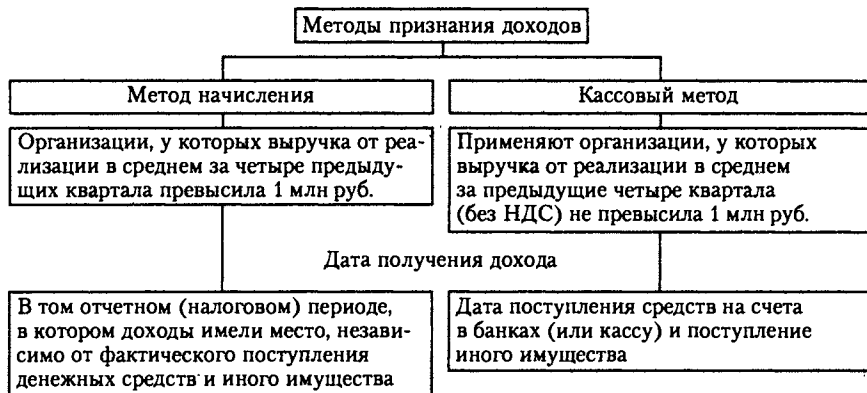 Методы признания доходов
Метод начисления
Кассовый метод
Организации, у которых выручка от реа-
лизации в среднем за четыре предыду-
щих квартала превысила 1 млн руб.
Применяют организации, у которых
выручка от реализации в среднем
за предыдущие четыре квартала
(без НДС) не превысила 1 млн руб.
Дата получения дохода
В том отчетном (налоговом) периоде,
в котором доходы имели место, незави-
симо от фактического поступления
денежных средств и иного имущества
Дата поступления средств на счета
в банках (или кассу) и поступление
иного имущества